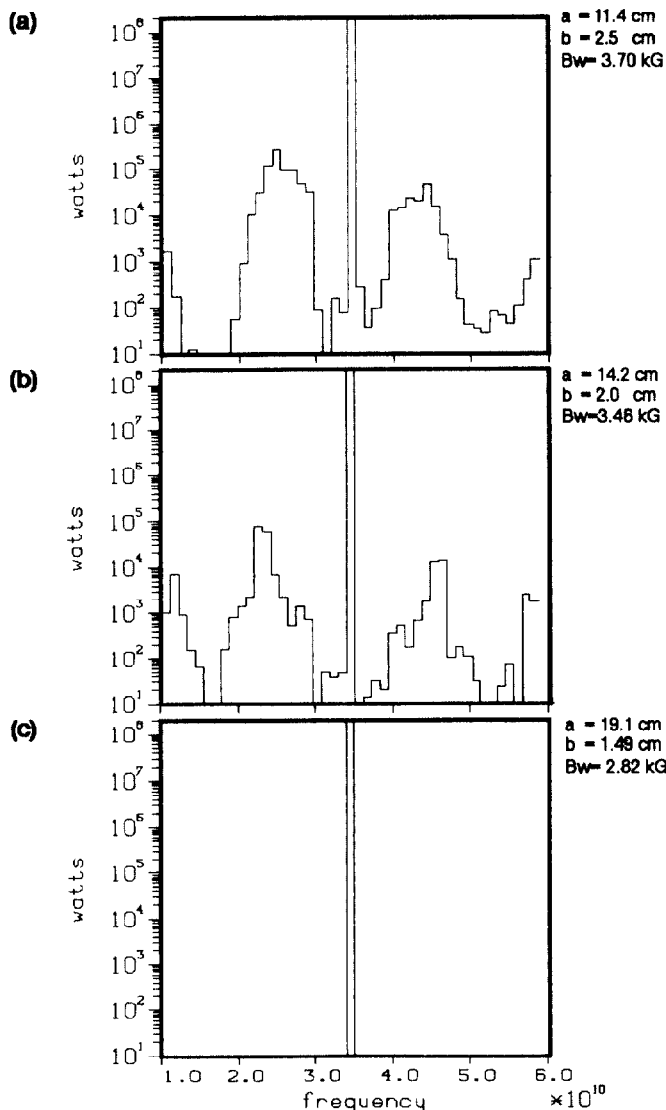 (a)
a = 11.4 cm
b = 2.5 cm
Bw= 3.70 kG
10⁸
10⁷
10⁶
10⁵
10⁴
10³
10²
10¹
watts
(b)
a = 14.2 cm
b = 2.0 cm
Bw=3.46 kG
10⁸
10⁷
10⁶
10⁵
10⁴
10³
10²
10¹
watts
(c)
a = 19.1 cm
b = 1.49 cm
Bw= 2.82 kG
10⁸
10⁷
10⁶
10⁵
10⁴
10³
10²
10¹
watts
1.0 2.0 3.0 4.0 5.0 6.0
frequency ×10¹⁰